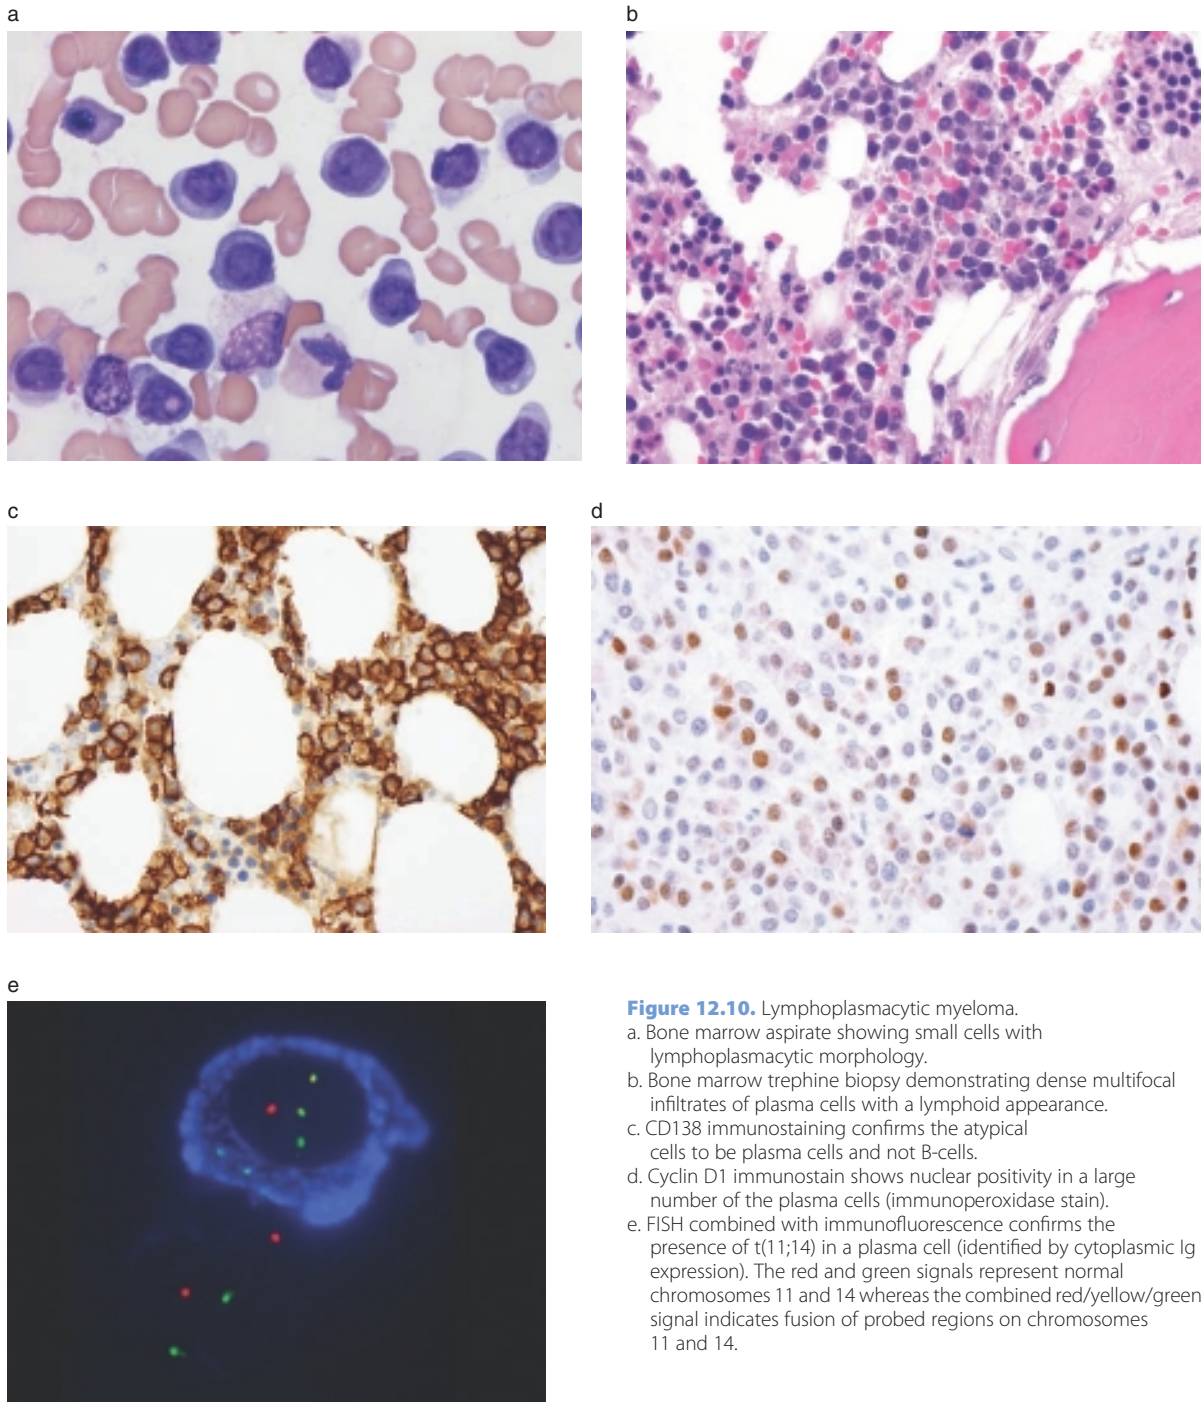 a
b
c
d
e
Figure 12.10. Lymphoplasmacytic myeloma.
a. Bone marrow aspirate showing small cells with
lymphoplasmacytic morphology.
b. Bone marrow trephine biopsy demonstrating dense multifocal
infiltrates of plasma cells with a lymphoid appearance.
c. CD138 immunostaining confirms the atypical
cells to be plasma cells and not B-cells.
d. Cyclin D1 immunostain shows nuclear positivity in a large
number of the plasma cells (immunoperoxidase stain).
e. FISH combined with immunofluorescence confirms the
presence of t(11;14) in a plasma cell (identified by cytoplasmic Ig
expression). The red and green signals represent normal
chromosomes 11 and 14 whereas the combined red/yellow/green
signal indicates fusion of probed regions on chromosomes
11 and 14.